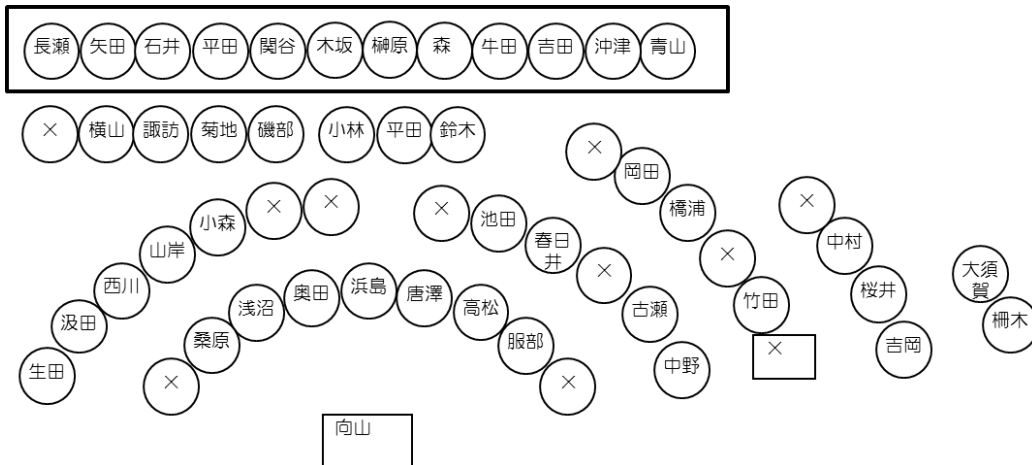 長瀬 矢田 石井 平田 関谷 木坂 榊原 森 牛田 吉田 沖津 青山
× 横山 諏訪 菊地 磯部 小林 平田 鈴木
× 岡田 橋浦 × 竹田 ×
× 中村 桜井 吉岡
大須
賀
柵木
生田 汲田 西川 山岸 小森 × ×
× 池田 春日
井
× 古瀬 中野
× 桑原 浅沼 奥田 浜島 唐澤 高松 服部 ×
向山